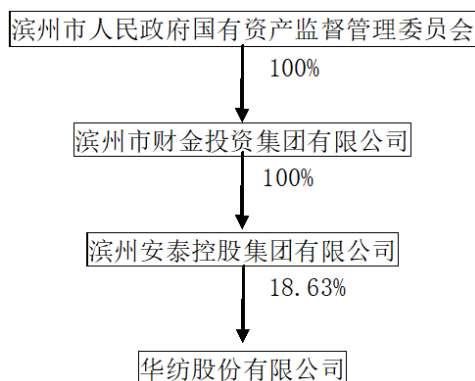 滨州市人民政府国有资产监督管理委员会
100%
滨州市财金投资集团有限公司
100%
滨州安泰控股集团有限公司
18.63%
华纺股份有限公司